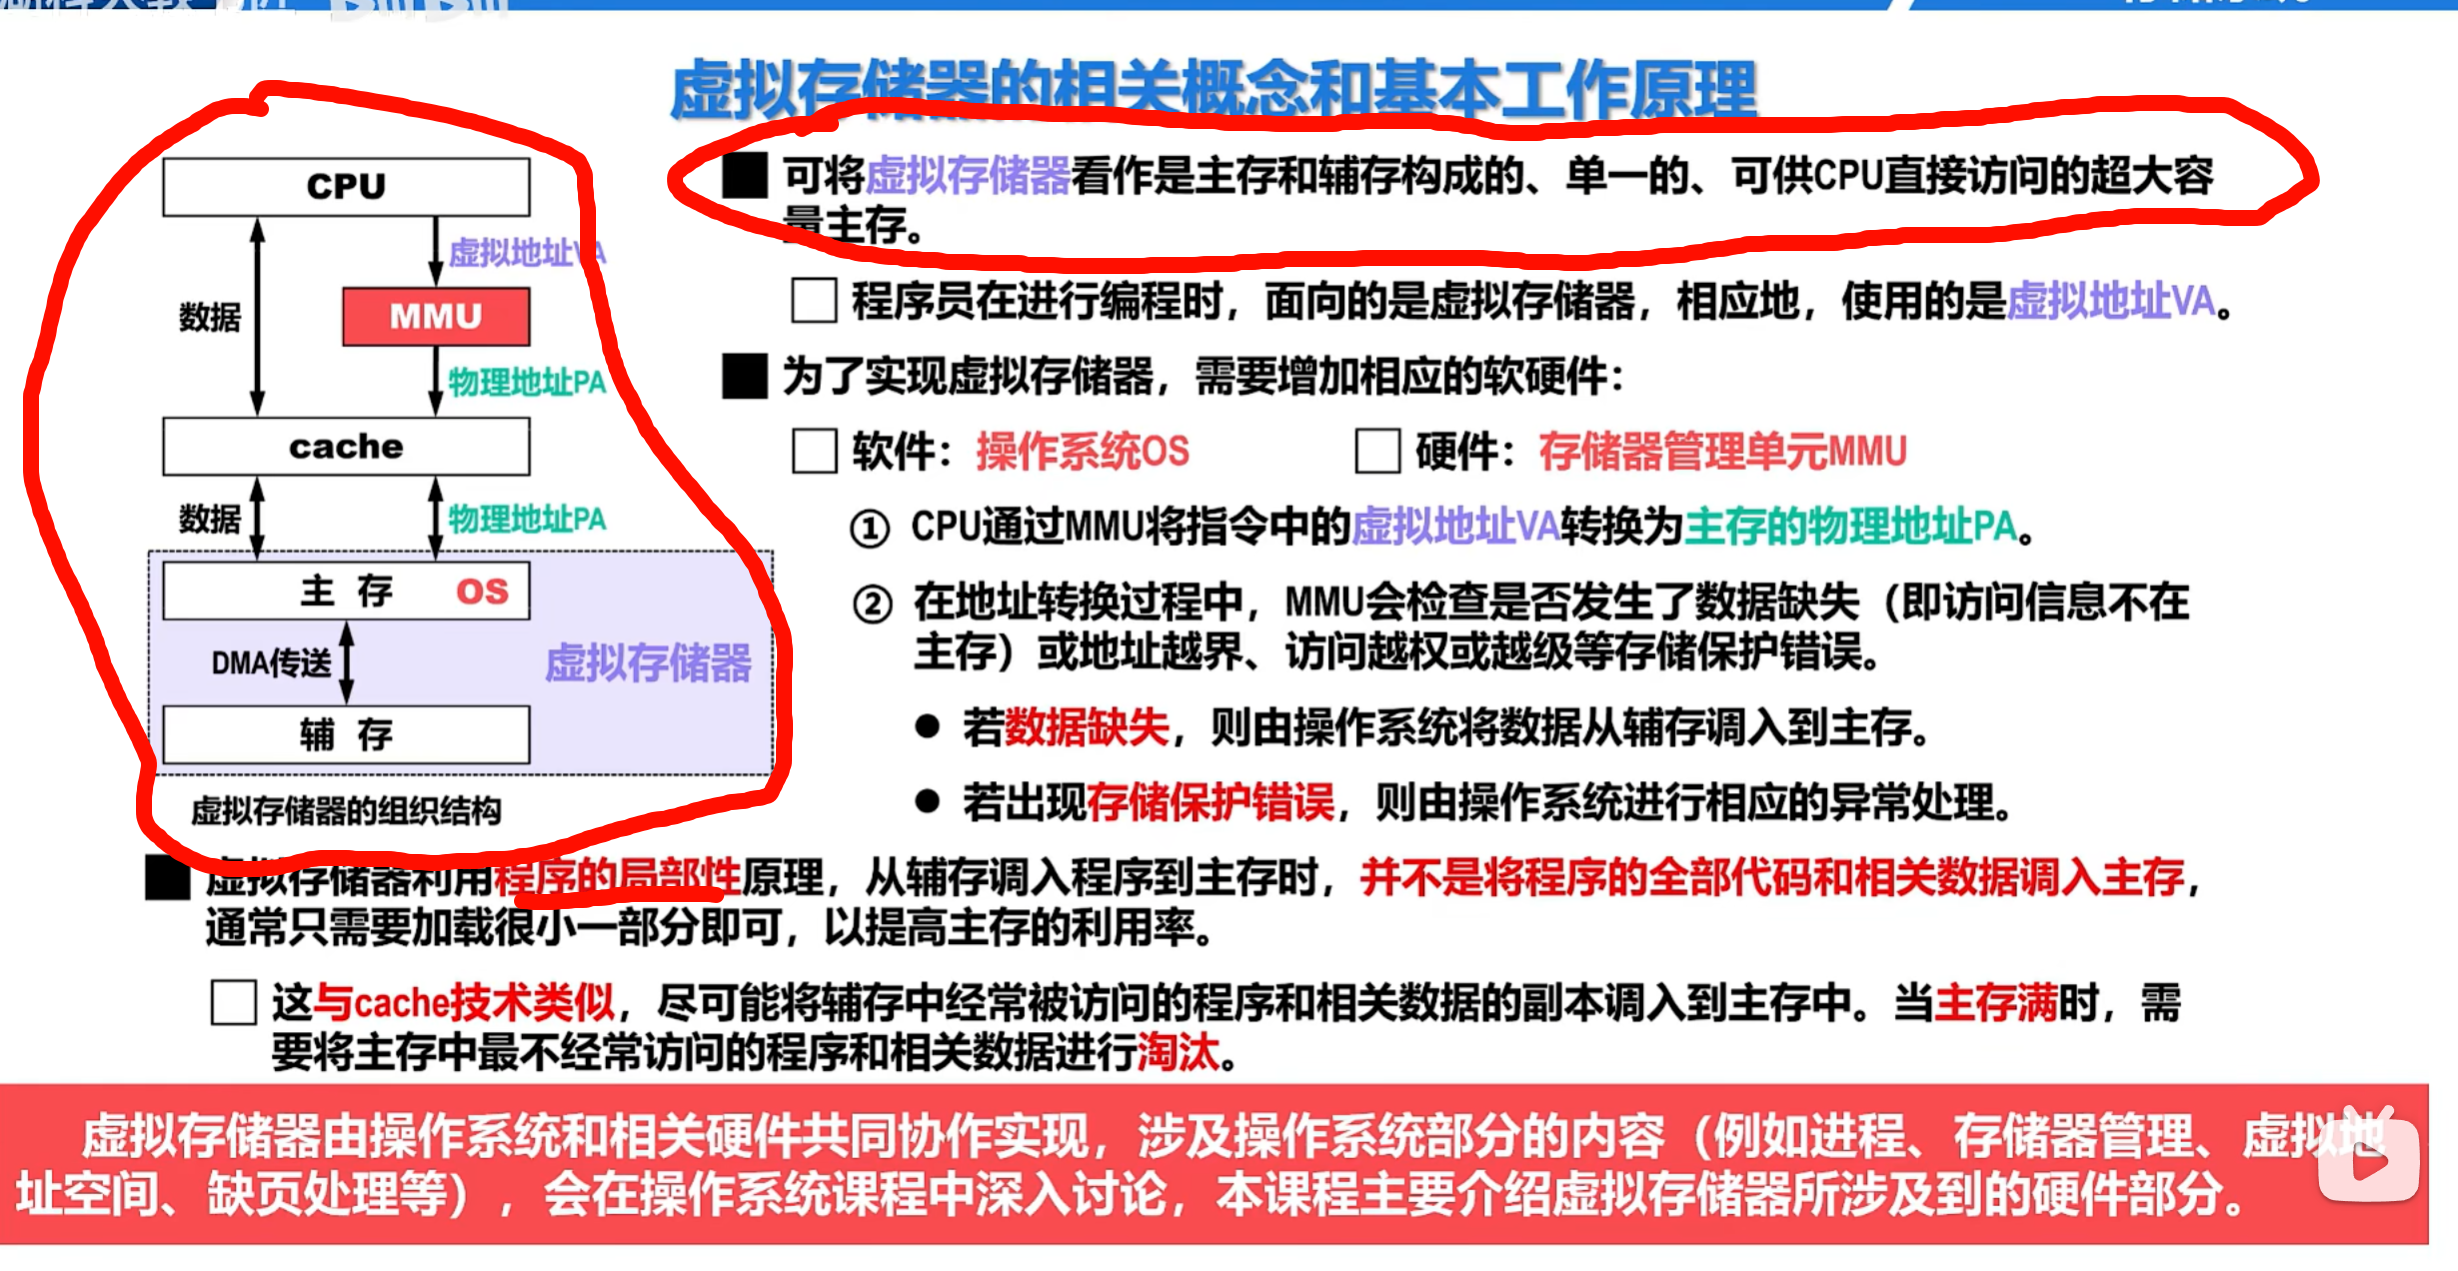 虚拟存储器的相关概念和基本工作原理
CPU
虚拟地址VA
数据
MMU
物理地址PA
cache
数据
物理地址PA
主 存 OS
DMA传送
虚拟存储器
辅 存
虚拟存储器的组织结构
可将虚拟存储器看作是主存和辅存构成的、单一的、可供CPU直接访问的超大容
量主存。
程序员在进行编程时，面向的是虚拟存储器，相应地，使用的是虚拟地址VA。
为了实现虚拟存储器，需要增加相应的软硬件：
软件：操作系统OS 硬件：存储器管理单元MMU
① CPU通过MMU将指令中的虚拟地址VA转换为主存的物理地址PA。
② 在地址转换过程中，MMU会检查是否发生了数据缺失（即访问信息不在
主存）或地址越界、访问越权或越级等存储保护错误。
● 若数据缺失，则由操作系统将数据从辅存调入到主存。
● 若出现存储保护错误，则由操作系统进行相应的异常处理。
虚拟存储器利用程序的局部性原理，从辅存调入程序到主存时，并不是将程序的全部代码和相关数据调入主存，
通常只需要加载很小一部分即可，以提高主存的利用率。
这与cache技术类似，尽可能将辅存中经常被访问的程序和相关数据的副本调入到主存中。当主存满时，需
要将主存中最不经常访问的程序和相关数据进行淘汰。
虚拟存储器由操作系统和相关硬件共同协作实现，涉及操作系统部分的内容（例如进程、存储器管理、虚拟地
址空间、缺页处理等），会在操作系统课程中深入讨论，本课程主要介绍虚拟存储器所涉及到的硬件部分。